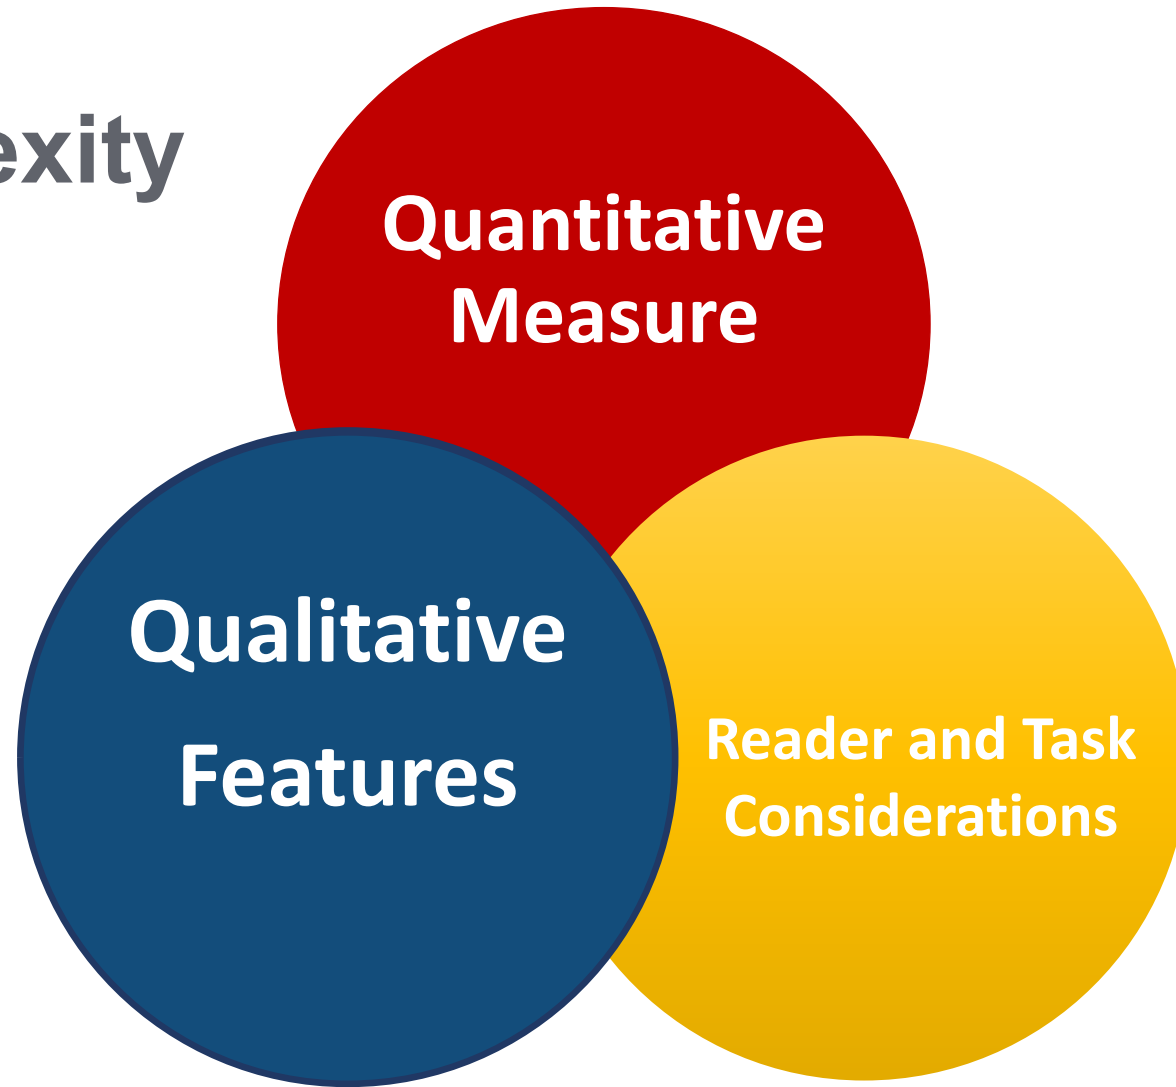 exity
Quantitative
Measure
Qualitative
Features
Reader and Task
Considerations